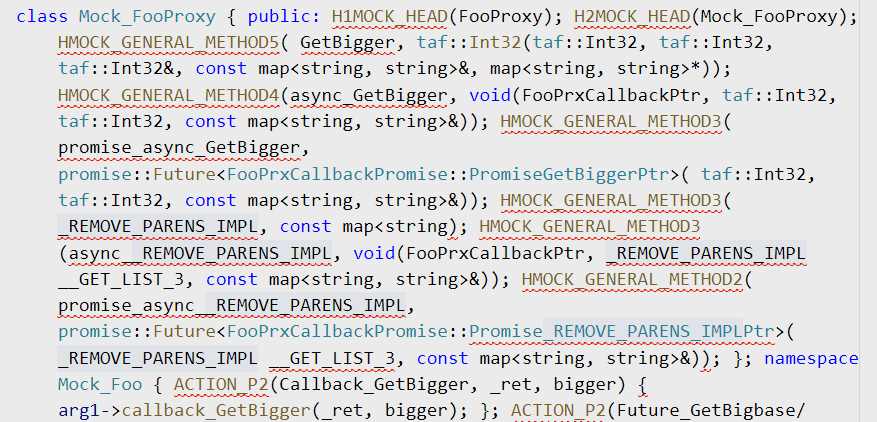 class Mock_FooProxy { public: H1MOCK_HEAD(FooProxy); H2MOCK_HEAD(Mock_FooProxy);
HMOCK_GENERAL_METHOD5( GetBigger, taf::Int32(taf::Int32, taf::Int32,
taf::Int32&, const map<string, string>&, map<string, string>*));
HMOCK_GENERAL_METHOD4(async_GetBigger, void(FooPrxCallbackPtr, taf::Int32,
taf::Int32, const map<string, string>&)); HMOCK_GENERAL_METHOD3(
promise_async_GetBigger,
promise::Future<FooPrxCallbackPromise::PromiseGetBiggerPtr>( taf::Int32,
taf::Int32, const map<string, string>&)); HMOCK_GENERAL_METHOD3(
_REMOVE_PARENS_IMPL, const map<string); HMOCK_GENERAL_METHOD3
(async__REMOVE_PARENS_IMPL, void(FooPrxCallbackPtr, _REMOVE_PARENS_IMPL
__GET_LIST_3, const map<string, string>&)); HMOCK_GENERAL_METHOD2(
promise_async__REMOVE_PARENS_IMPL,
promise::Future<FooPrxCallbackPromise::Promise_REMOVE_PARENS_IMPLPtr>(
_REMOVE_PARENS_IMPL __GET_LIST_3, const map<string, string>&)); }; namespace
Mock_Foo { ACTION_P2(Callback_GetBigger, _ret, bigger) {
arg1->callback_GetBigger(_ret, bigger); }; ACTION_P2(Future_GetBigbase/